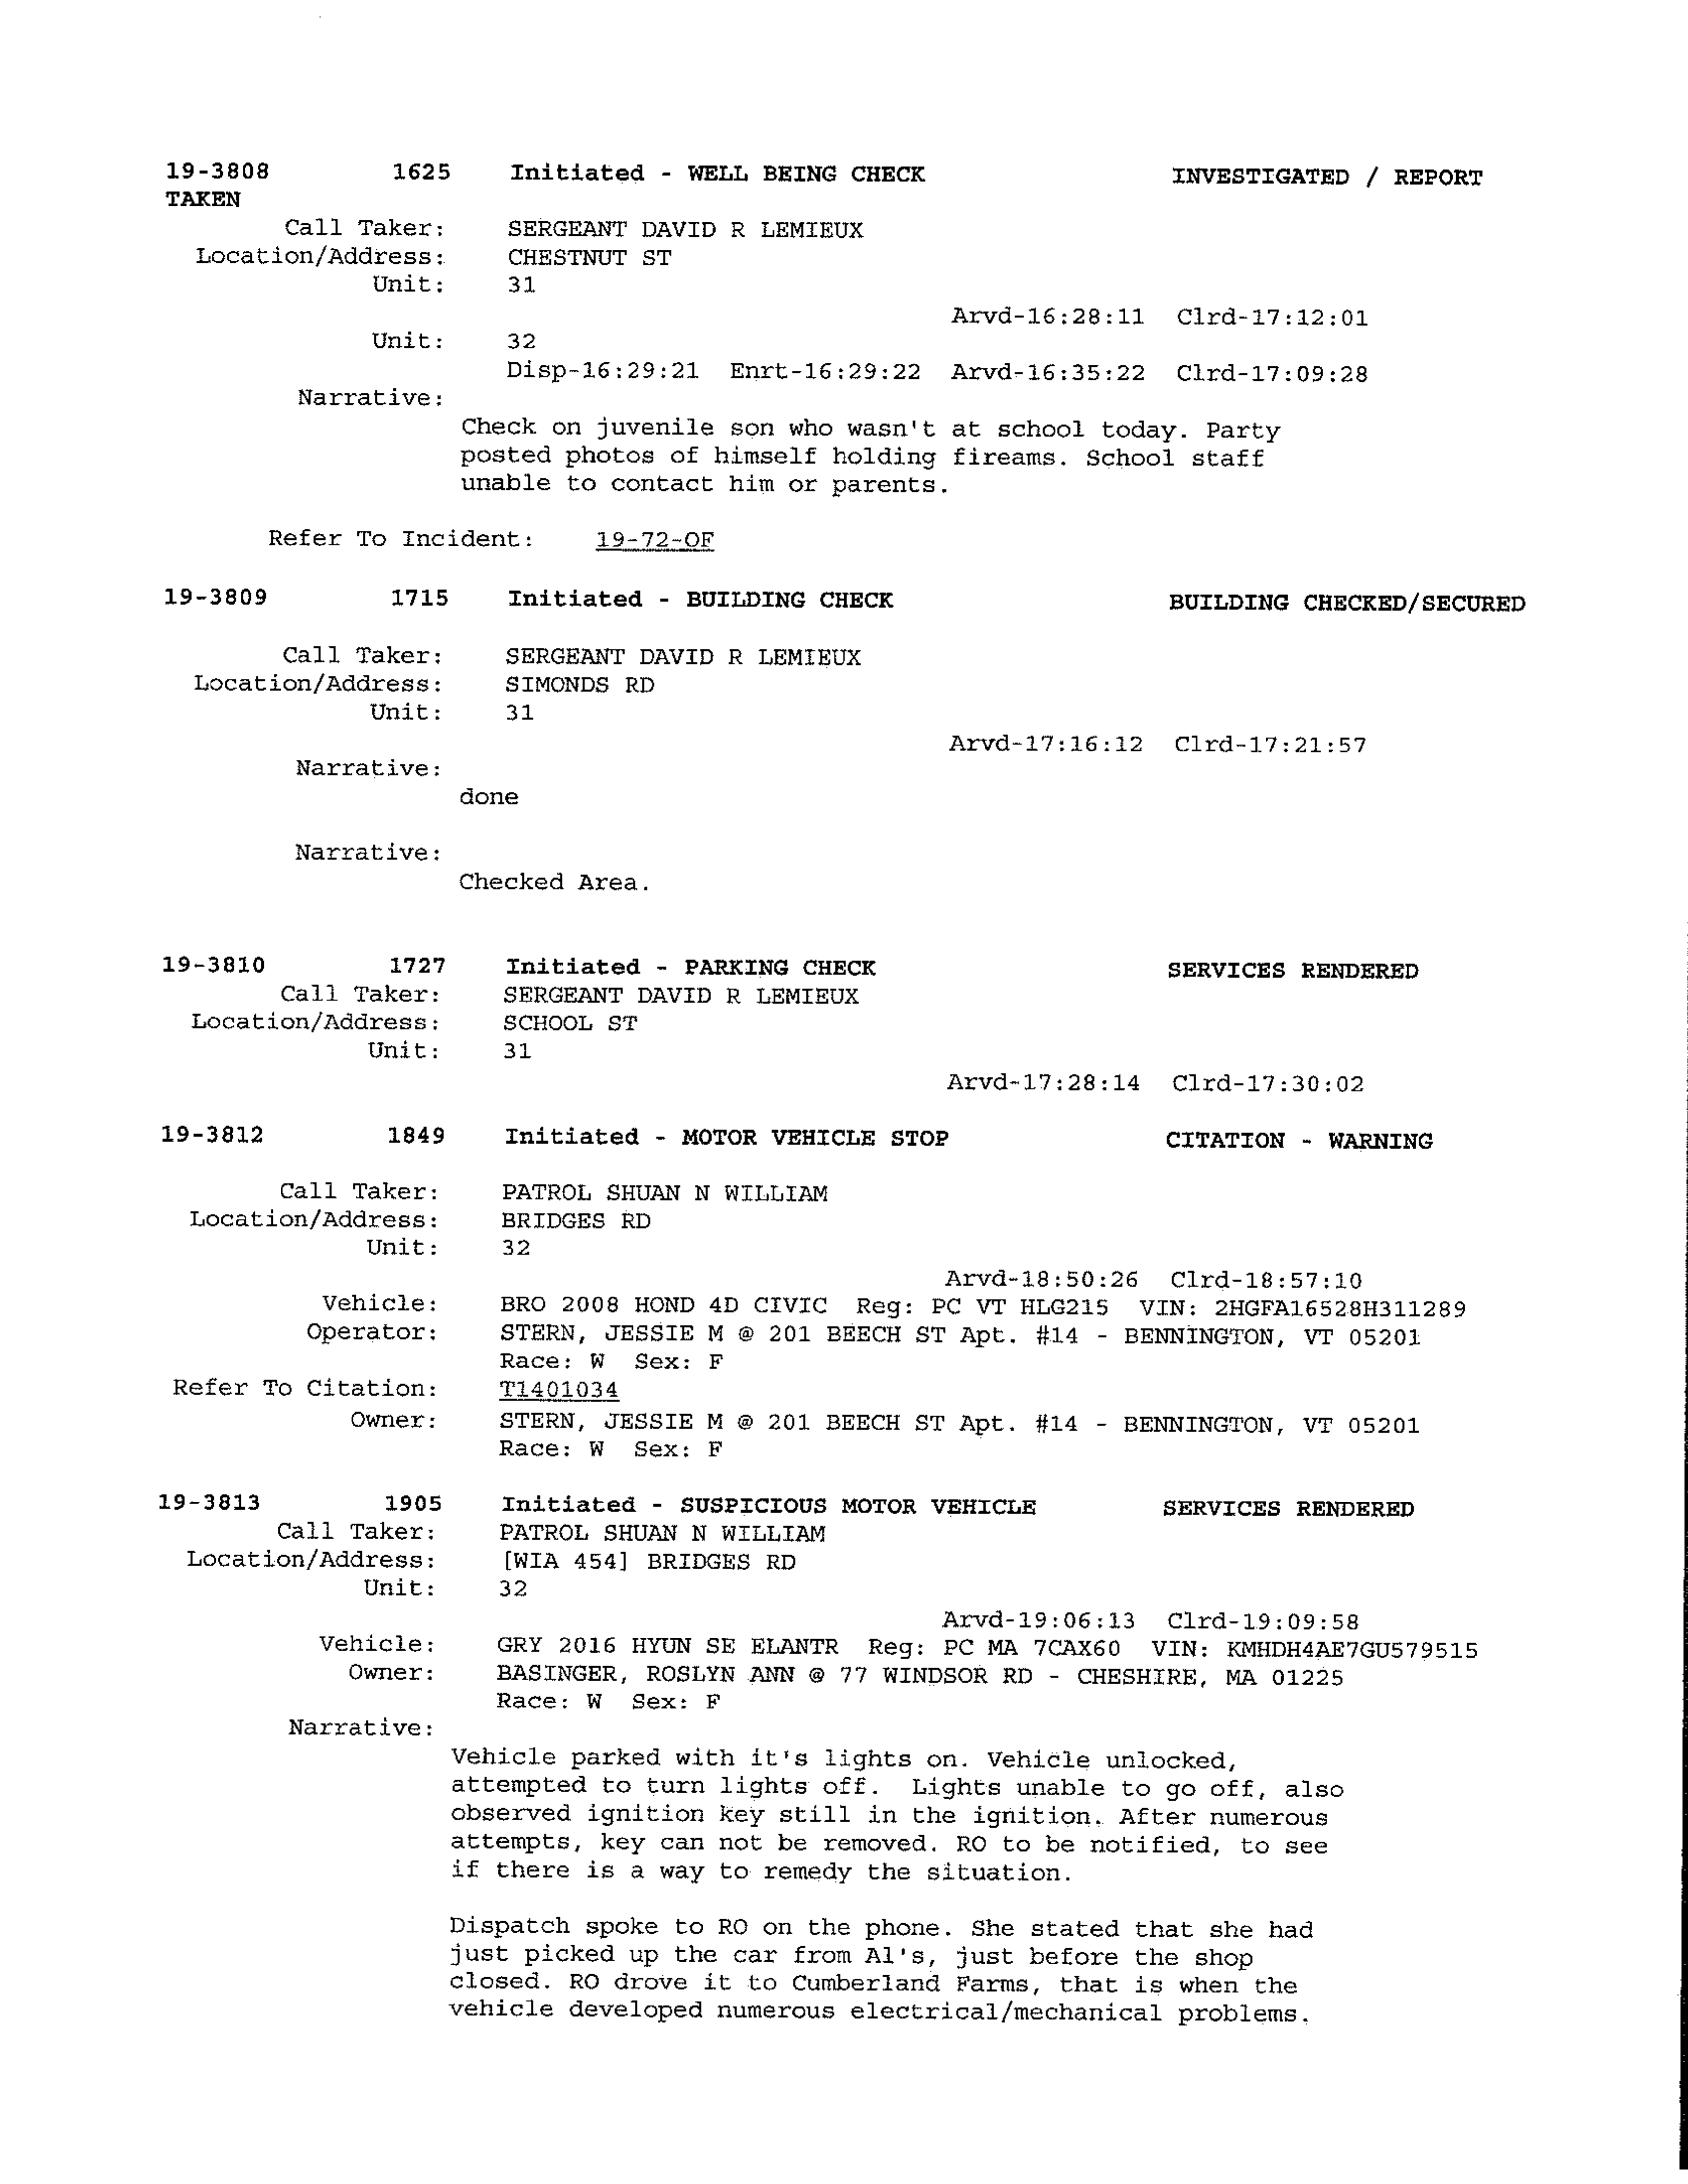 19-3808 1625 Initiated - WELL BEING CHECK INVESTIGATED / REPORT
TAKEN
Call Taker: SERGEANT DAVID R LEMIEUX
Location/Address: CHESTNUT ST
Unit: 31
Arvd-16:28:11 Clrd-17:12:01
Unit: 32
Disp-16:29:21 Enrt-16:29:22 Arvd-16:35:22 Clrd-17:09:28
Narrative:
Check on juvenile son who wasn't at school today. Party
posted photos of himself holding fireams. School staff
unable to contact him or parents.
Refer To Incident: 19-72-OF
19-3809 1715 Initiated - BUILDING CHECK BUILDING CHECKED/SECURED
Call Taker: SERGEANT DAVID R LEMIEUX
Location/Address: SIMONDS RD
Unit: 31
Arvd-17:16:12 Clrd-17:21:57
Narrative:
done
Narrative:
Checked Area.
19-3810 1727 Initiated - PARKING CHECK SERVICES RENDERED
Call Taker: SERGEANT DAVID R LEMIEUX
Location/Address: SCHOOL ST
Unit: 31
Arvd-17:28:14 Clrd-17:30:02
19-3812 1849 Initiated - MOTOR VEHICLE STOP CITATION - WARNING
Call Taker: PATROL SHUAN N WILLIAM
Location/Address: BRIDGES RD
Unit: 32
Arvd-18:50:26 Clrd-18:57:10
Vehicle: BRO 2008 HOND 4D CIVIC Reg: PC VT HLG215 VIN: 2HGFA16528H311289
Operator: STERN, JESSIE M @ 201 BEECH ST Apt. #14 - BENNINGTON, VT 05201
Race: W Sex: F
Refer To Citation: T1401034
Owner: STERN, JESSIE M @ 201 BEECH ST Apt. #14 - BENNINGTON, VT 05201
Race: W Sex: F
19-3813 1905 Initiated - SUSPICIOUS MOTOR VEHICLE SERVICES RENDERED
Call Taker: PATROL SHUAN N WILLIAM
Location/Address: [WIA 454] BRIDGES RD
Unit: 32
Arvd-19:06:13 Clrd-19:09:58
Vehicle: GRY 2016 HYUN SE ELANTR Reg: PC MA 7CAX60 VIN: KMHDH4AE7GU579515
Owner: BASINGER, ROSLYN ANN @ 77 WINDSOR RD - CHESHIRE, MA 01225
Race: W Sex: F
Narrative:
Vehicle parked with it's lights on. Vehicle unlocked,
attempted to turn lights off. Lights unable to go off, also
observed ignition key still in the ignition. After numerous
attempts, key can not be removed. RO to be notified, to see
if there is a way to remedy the situation.
Dispatch spoke to RO on the phone. She stated that she had
just picked up the car from Al's, just before the shop
closed. RO drove it to Cumberland Farms, that is when the
vehicle developed numerous electrical/mechanical problems.